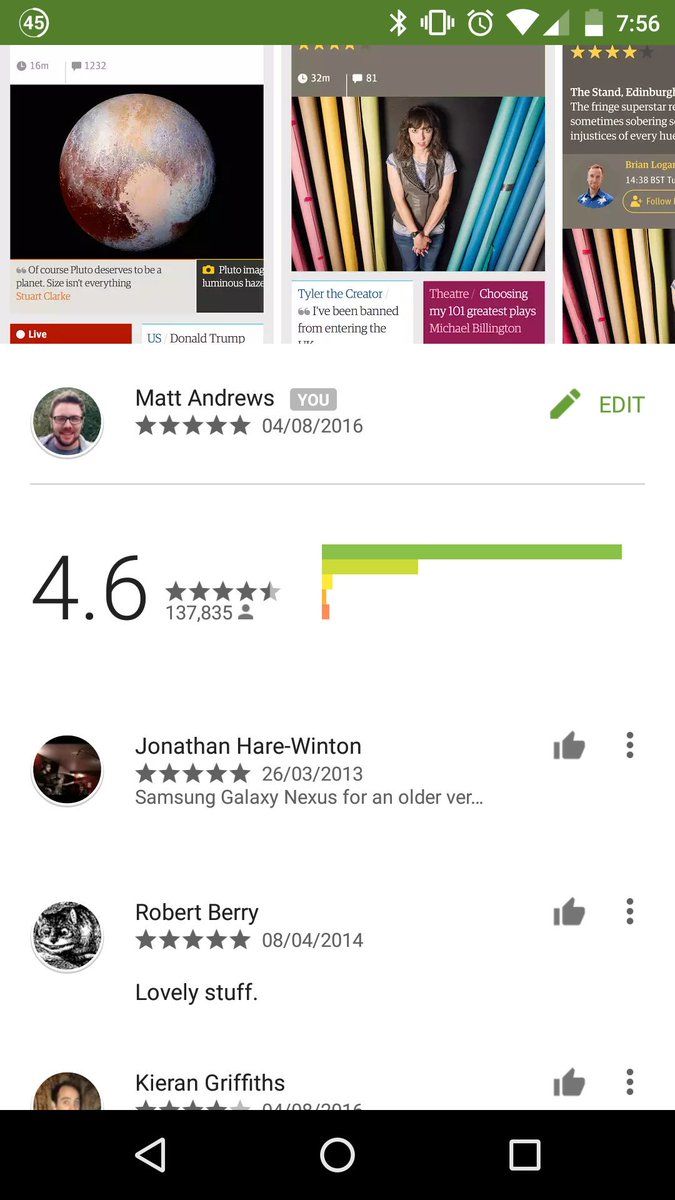 45
7:56
16m
1232
32m
81
The Stand, Edinburgh
The fringe superstar re
sometimes sobering s
injustices of every hue
Brian Logan
14:38 BST Tu
Follow
Of course Pluto deserves to be a
planet. Size isn't everything
Stuart Clarke
Pluto imag
luminous haze
Tyler the Creator /
I've been banned
from entering the
Theatre / Choosing
my 101 greatest plays
Michael Billington
Live
US / Donald Trump
Matt Andrews YOU
04/08/2016
EDIT
4.6
137,835
Jonathan Hare-Winton
26/03/2013
Samsung Galaxy Nexus for an older ver...
Robert Berry
08/04/2014
Lovely stuff.
Kieran Griffiths
04/08/2016